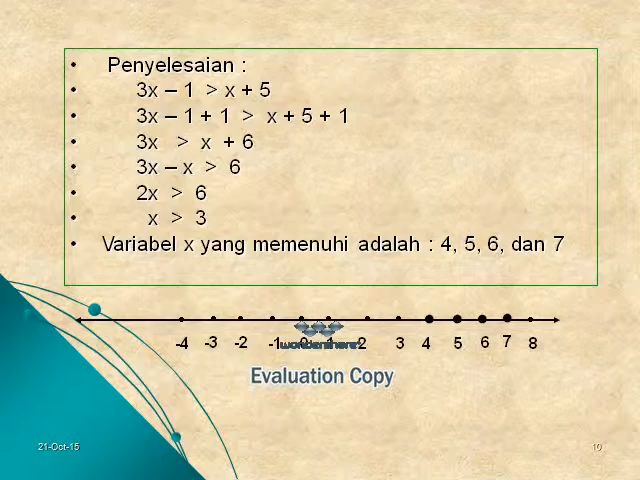 • Penyelesaian :
• 3x – 1 > x + 5
• 3x – 1 + 1 > x + 5 + 1
• 3x > x + 6
• 3x – x > 6
• 2x > 6
• x > 3
• Variabel x yang memenuhi adalah : 4, 5, 6, dan 7
-4 -3 -2 -1 0 1 2 3 4 5 6 7 8
wondershare
Evaluation Copy
21-Oct-15 10